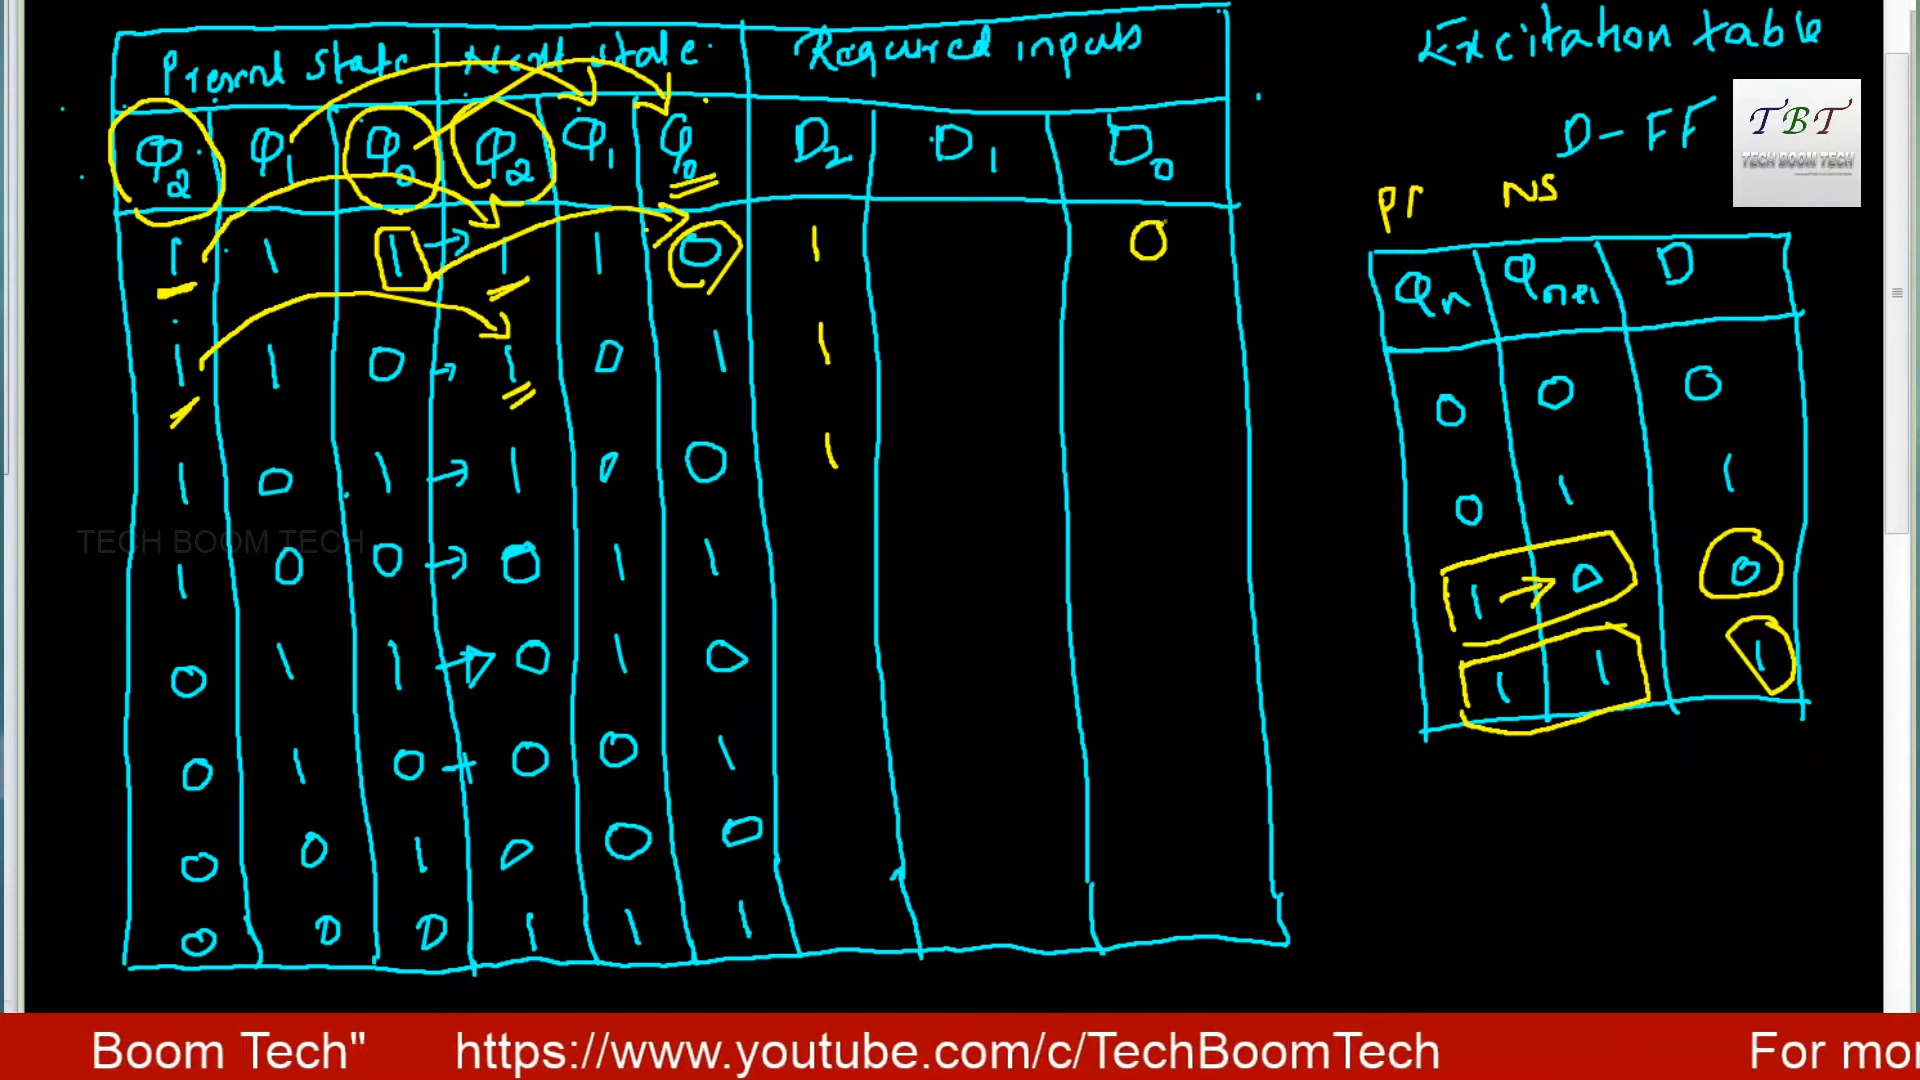 Present state Next state Required inputs
Q2 Q1 Q0 Q2 Q1 Q0 D2 D1 D0
1 1 1 → 1 1 0 1 0
1 1 0 → 1 0 1 1
1 0 1 → 1 0 0 1
1 0 0 → 0 1 1
0 1 1 → 0 1 0
0 1 0 → 0 0 1
0 0 1 0 0 0
0 0 0 1 1 1
Excitation table
D-FF
TBT
TECH BOOM TECH
Pr NS
Qn Qn+1 D
0 0 0
0 1 1
1 → 0 0
1 1 1
TECH BOOM TECH
Boom Tech" https://www.youtube.com/c/TechBoomTech For mor